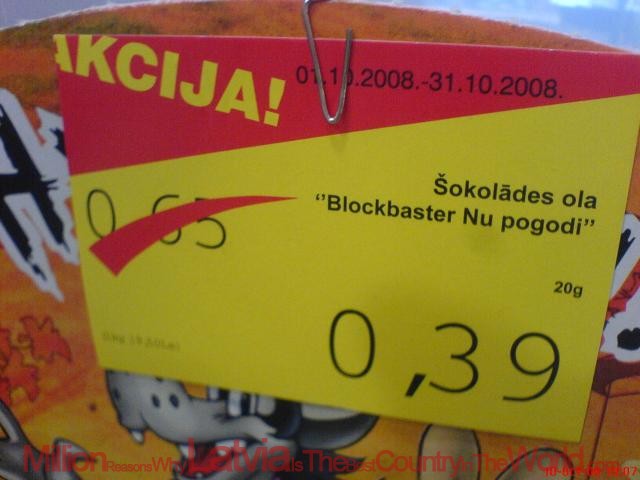 AKCIJA!
01.10.2008.-31.10.2008.
0,65
Šokolādes ola
‘’Blockbaster Nu pogodi”
20g
0,39
Million Reasons Why Latvia Is The Best Country In The World